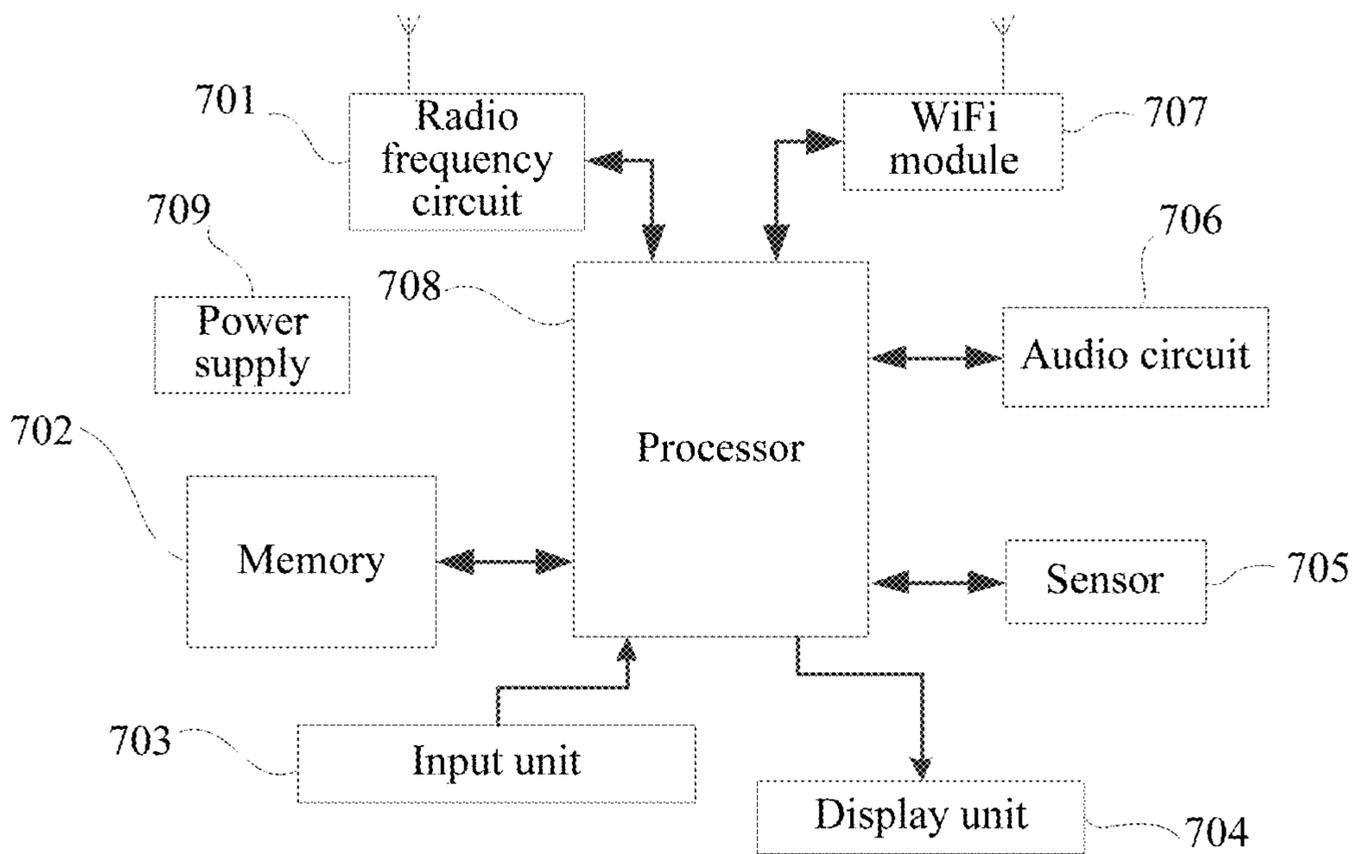 701
Radio
frequency
circuit
WiFi
module
707
709
Power
supply
708
706
Audio circuit
702
Memory
Processor
Sensor
705
703
Input unit
Display unit
704